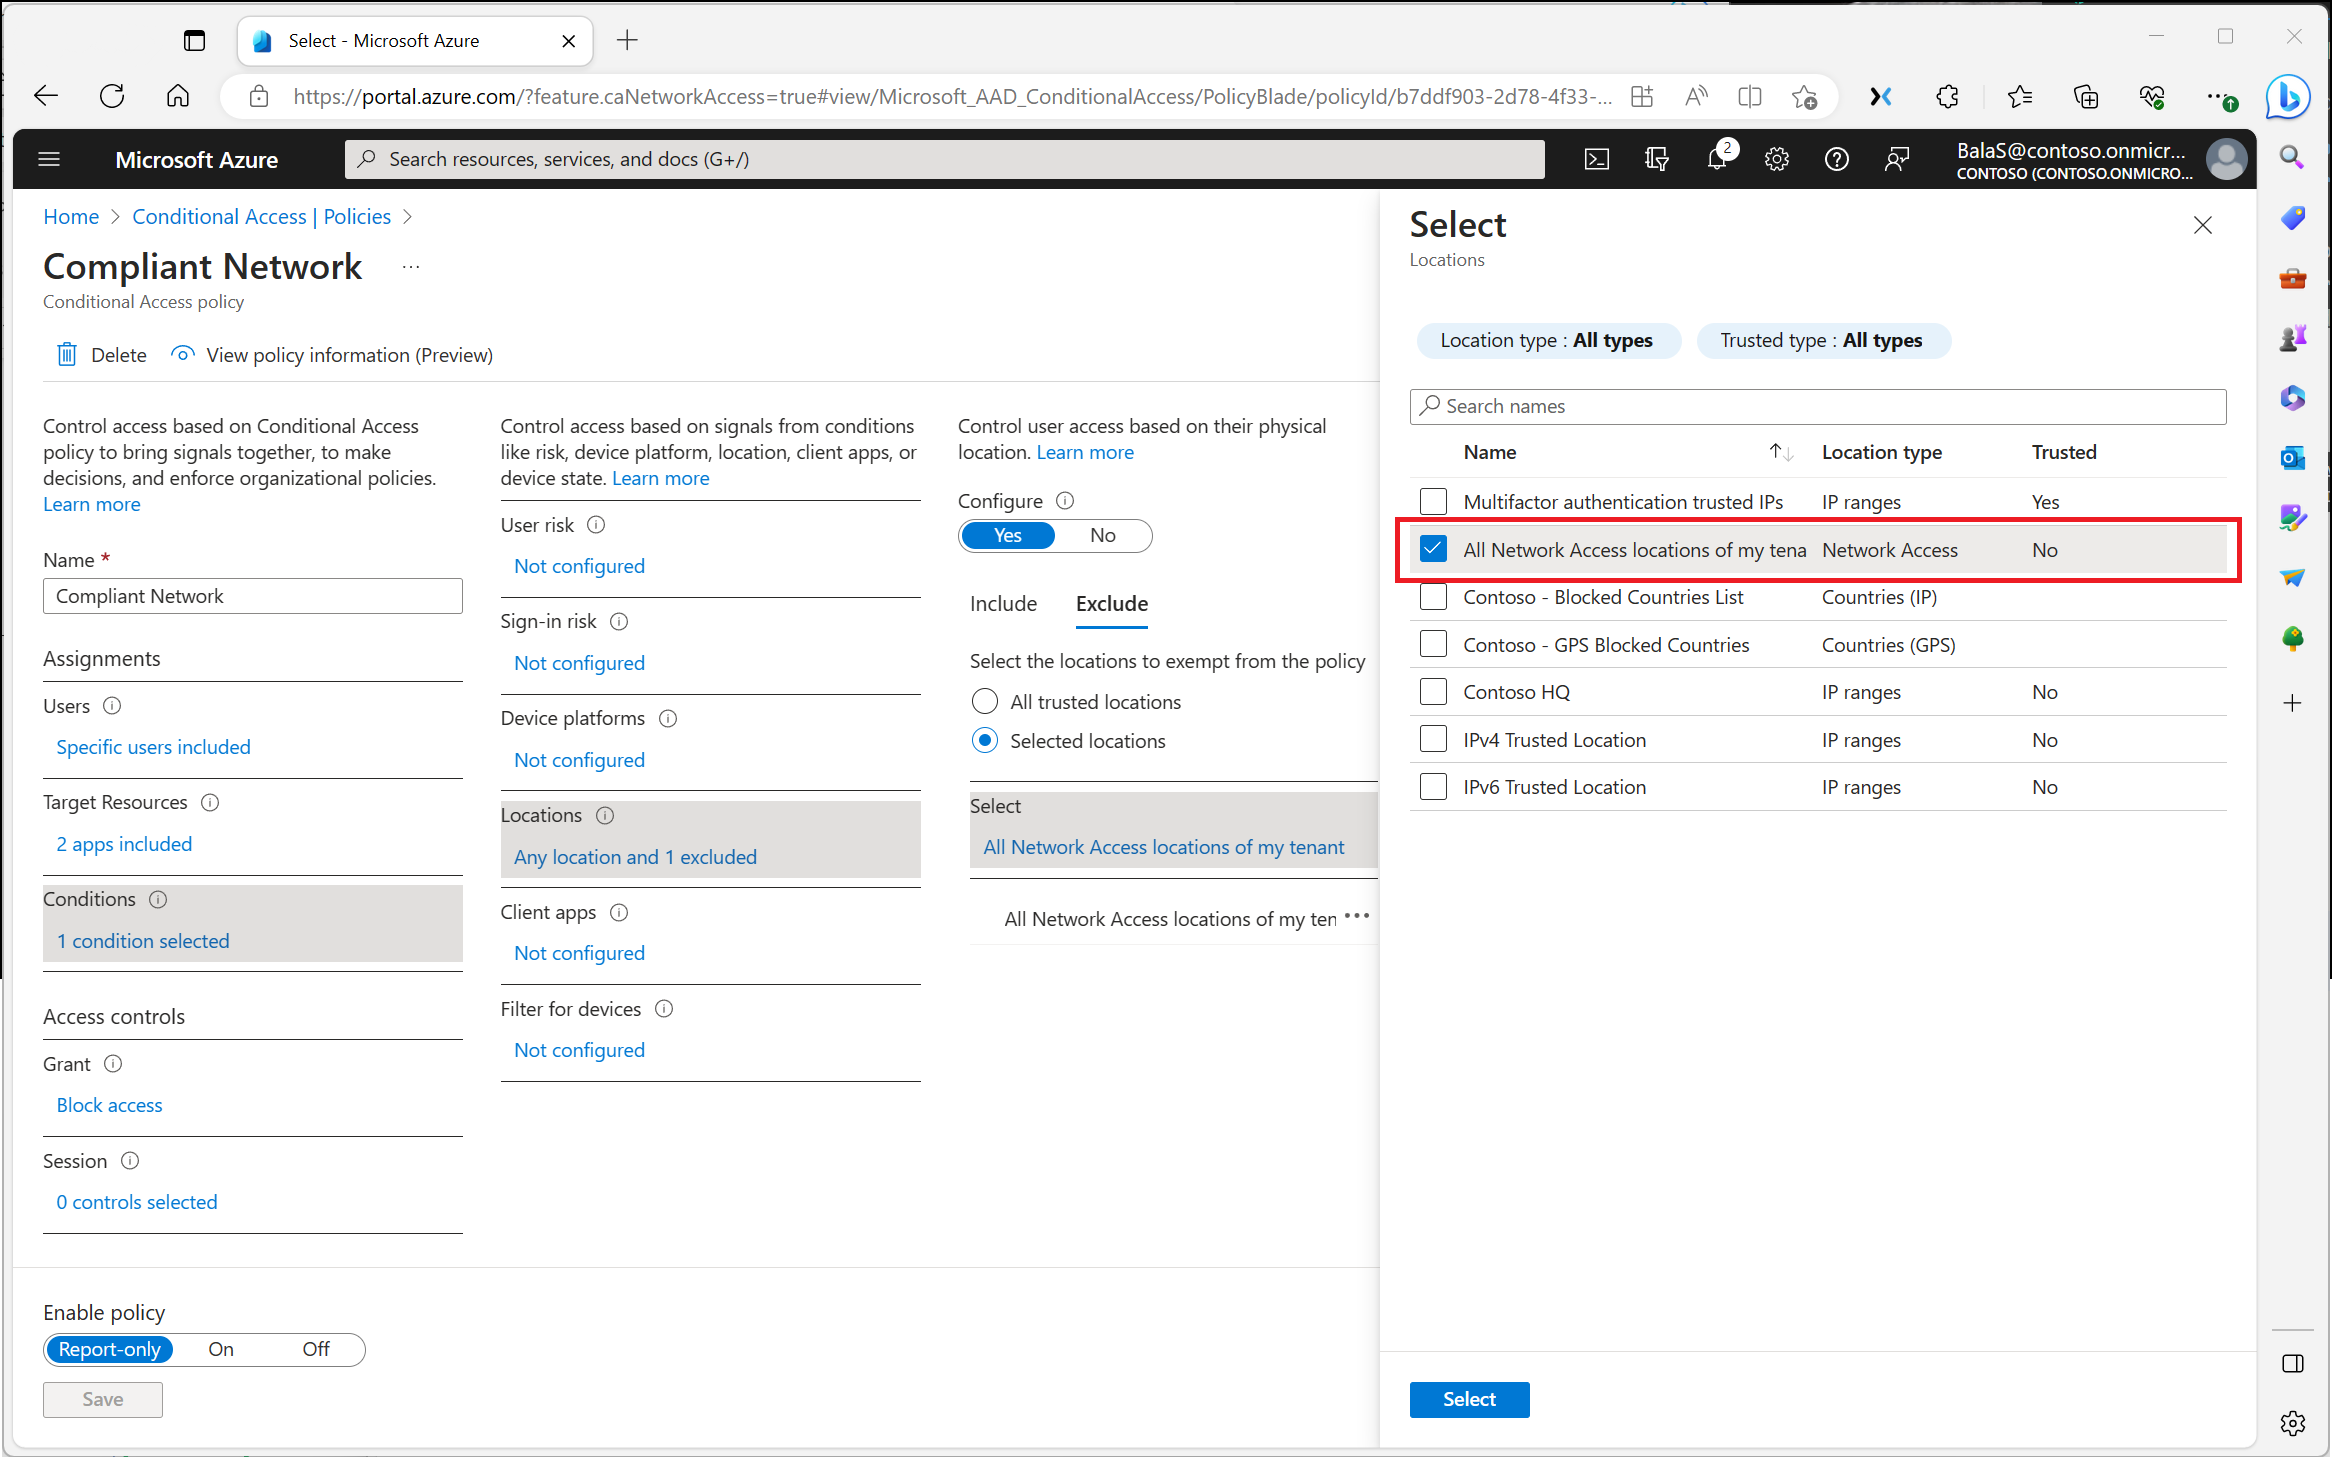 Select - Microsoft Azure
https://portal.azure.com/?feature.caNetworkAccess=true#view/Microsoft_AAD_ConditionalAccess/PolicyBlade/policyId/b7ddf903-2d78-4f33-...
Microsoft Azure
Search resources, services, and docs (G+/)
2
BalaS@contoso.onmicr...
CONTOSO (CONTOSO.ONMICRO...
Home > Conditional Access | Policies >
Compliant Network ...
Conditional Access policy
Delete
View policy information (Preview)
Control access based on Conditional Access
policy to bring signals together, to make
decisions, and enforce organizational policies.
Learn more
Name *
Compliant Network
Assignments
Users
Specific users included
Target Resources
2 apps included
Conditions
1 condition selected
Access controls
Grant
Block access
Session
0 controls selected
Enable policy
Report-only On Off
Save
Control access based on signals from conditions
like risk, device platform, location, client apps, or
device state. Learn more
User risk
Not configured
Sign-in risk
Not configured
Device platforms
Not configured
Locations
Any location and 1 excluded
Client apps
Not configured
Filter for devices
Not configured
Control user access based on their physical
location. Learn more
Configure
Yes No
Include Exclude
Select the locations to exempt from the policy
All trusted locations
Selected locations
Select
All Network Access locations of my tenant
All Network Access locations of my ten ...
Select
Locations
Location type : All types Trusted type : All types
Search names
Name Location type Trusted
Multifactor authentication trusted IPs IP ranges Yes
All Network Access locations of my tena Network Access No
Contoso - Blocked Countries List Countries (IP)
Contoso - GPS Blocked Countries Countries (GPS)
Contoso HQ IP ranges No
IPv4 Trusted Location IP ranges No
IPv6 Trusted Location IP ranges No
Select